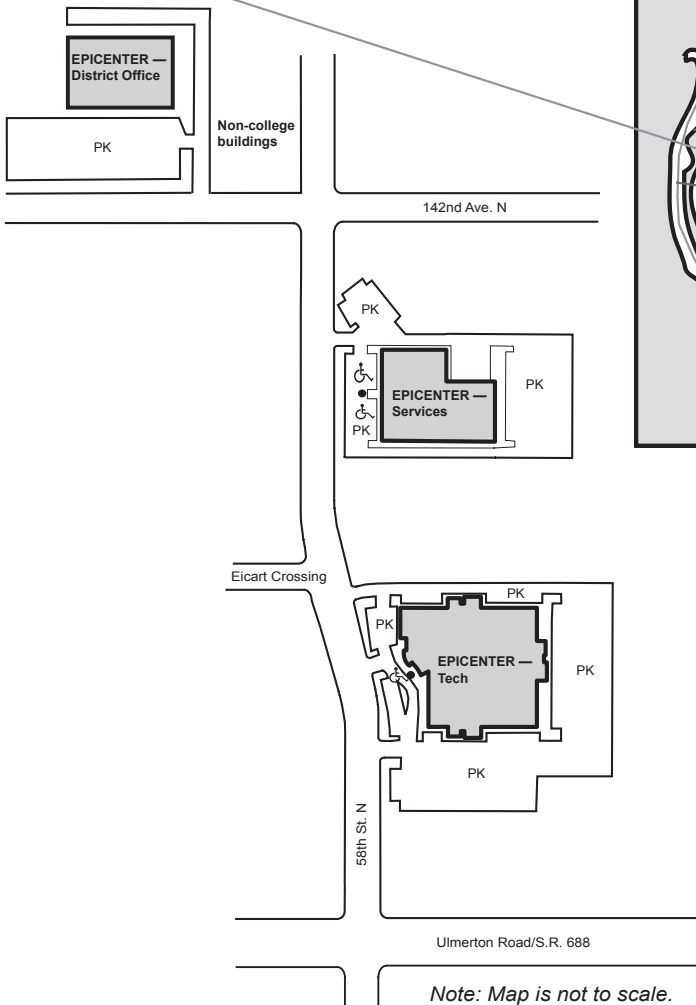 EPICENTER —
District Office
PK
Non-college
buildings
142nd Ave. N
PK
EPICENTER —
Services
PK
PK
Eicart Crossing
PK
PK
EPICENTER —
Tech
PK
PK
58th St. N
Ulmerton Road/S.R. 688
Note: Map is not to scale.